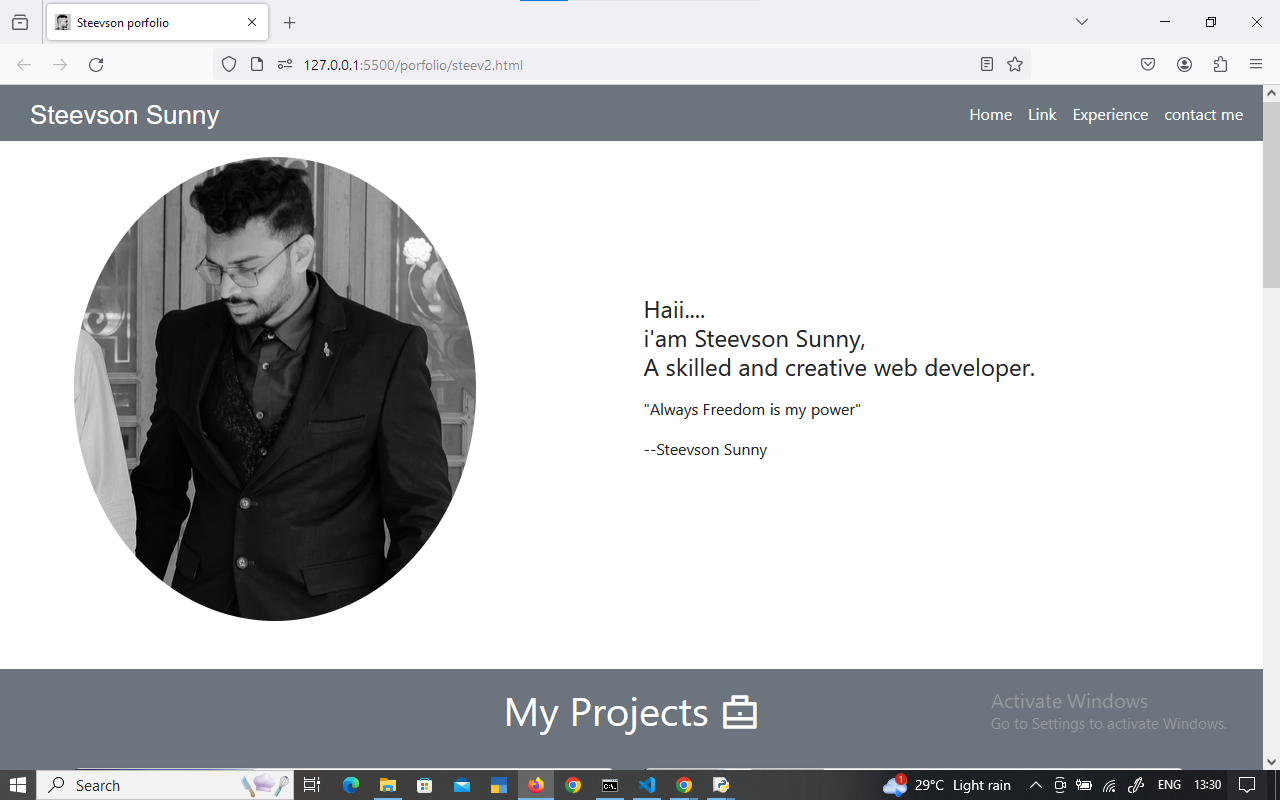 Steevson porfolio
127.0.0.1:5500/porfolio/steev2.html
Steevson Sunny
Home Link Experience contact me
Haii....
i'am Steevson Sunny,
A skilled and creative web developer.
"Always Freedom is my power"
--Steevson Sunny
My Projects
Activate Windows
Go to Settings to activate Windows.
Search
1
29°C Light rain
ENG
13:30